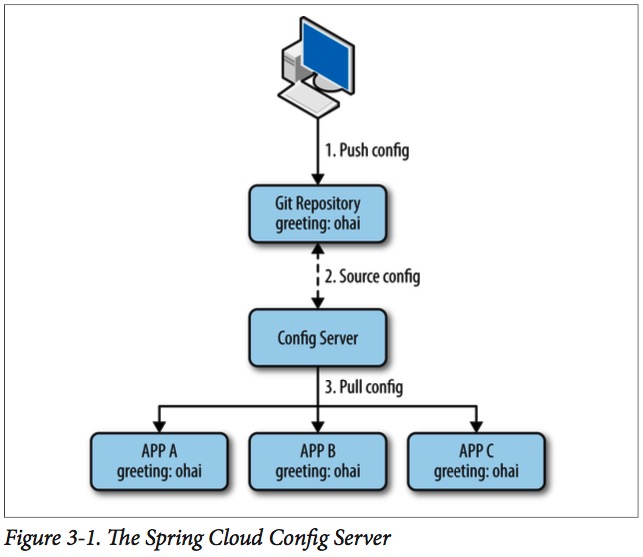 1. Push config
Git Repository
greeting: ohai
2. Source config
Config Server
3. Pull config
APP A
greeting: ohai
APP B
greeting: ohai
APP C
greeting: ohai
Figure 3-1. The Spring Cloud Config Server